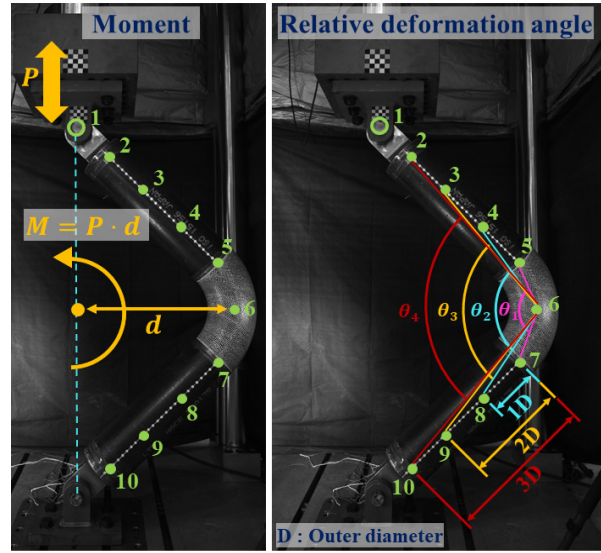 Moment
P
1
2
3
4
M = P · d
5
6
d
7
8
9
10
Relative deformation angle
1
2
3
4
5
θ₄
θ₃
θ₂
θ₁
6
7
1D
8
2D
9
3D
10
D : Outer diameter